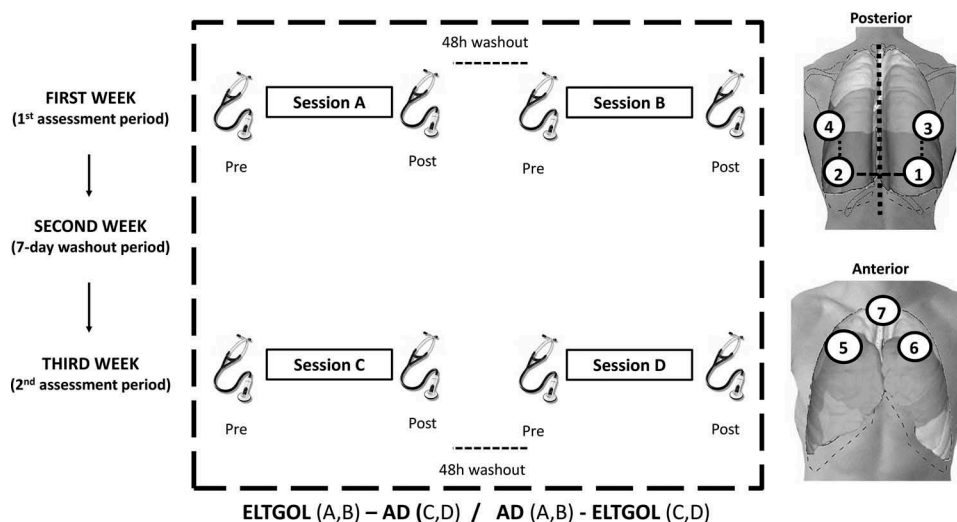 48h washout
FIRST WEEK
(1st assessment period)
Session A
Session B
Pre
Post
Pre
Post
SECOND WEEK
(7-day washout period)
THIRD WEEK
(2nd assessment period)
Session C
Session D
Pre
Post
Pre
Post
48h washout
ELTGOL (A,B) – AD (C,D) / AD (A,B) - ELTGOL (C,D)
Posterior
4
3
2
1
Anterior
7
5
6